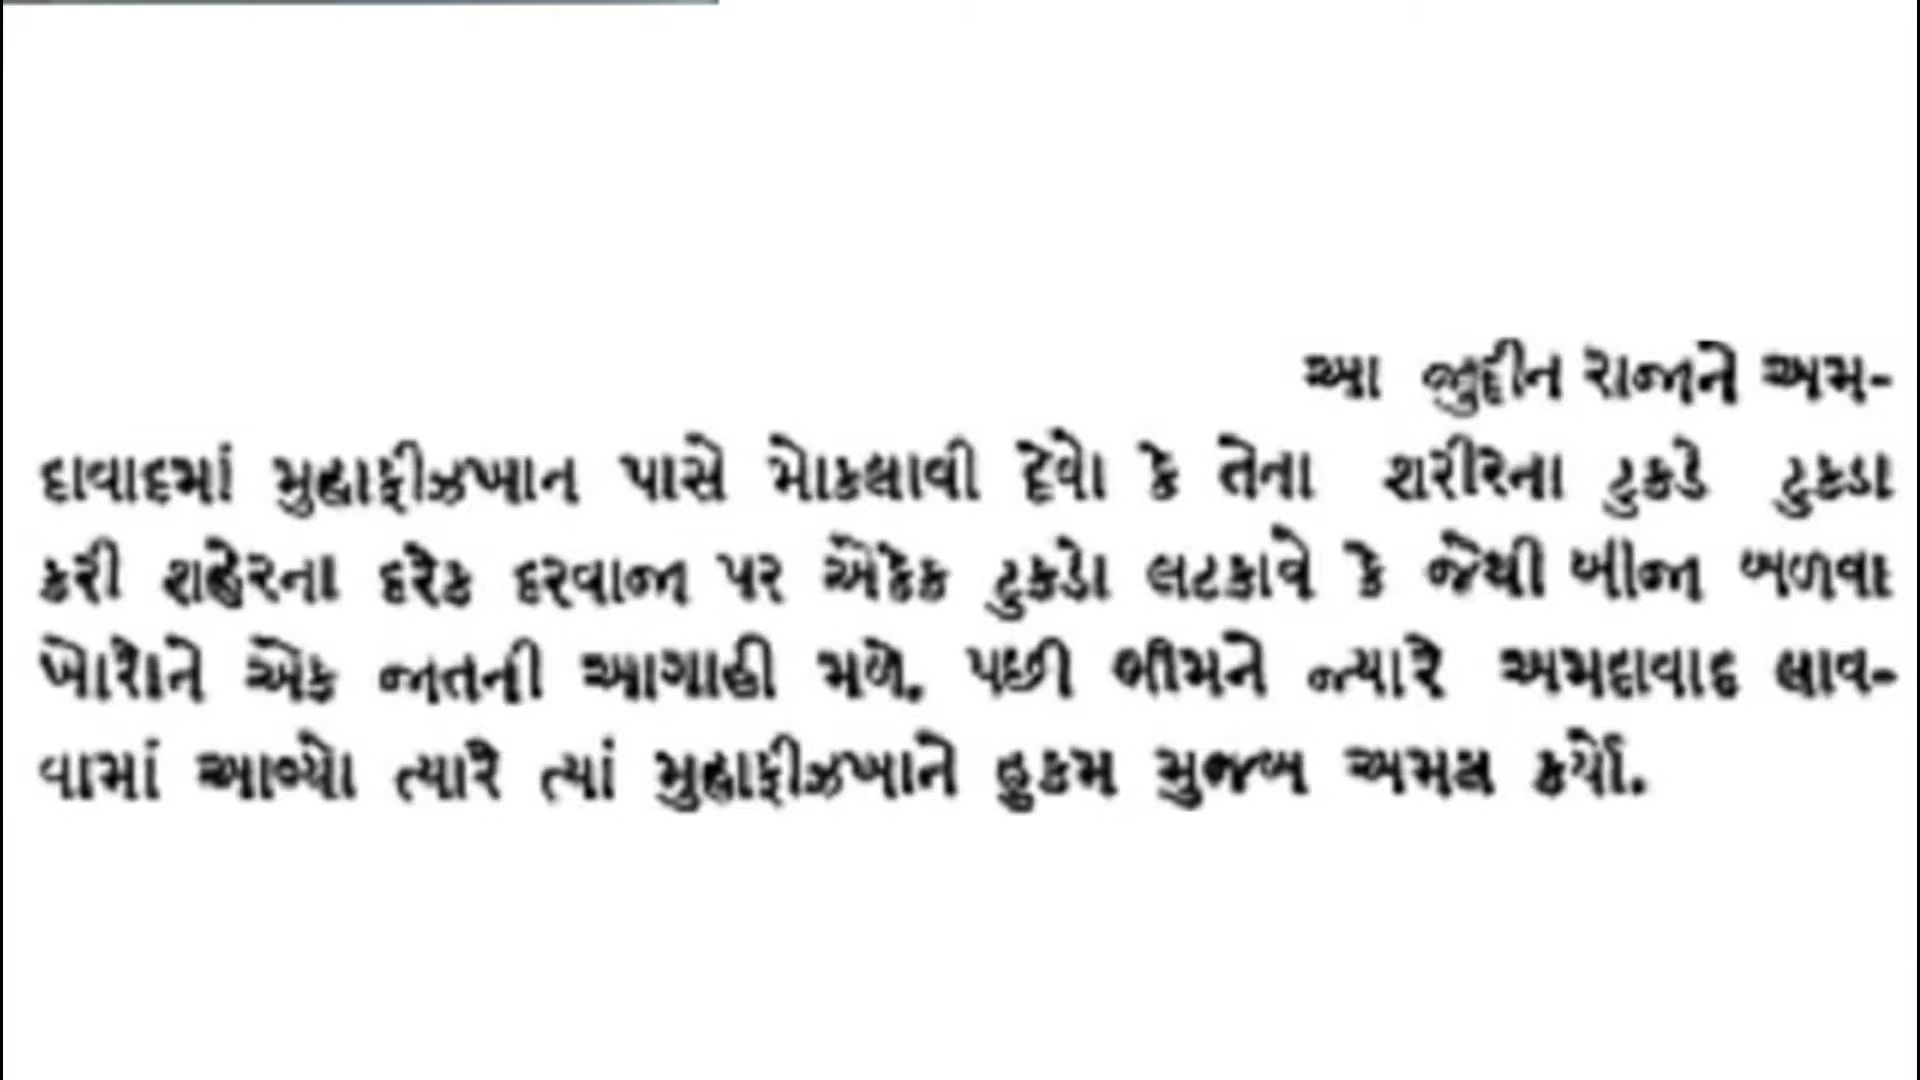 આ જુદીન રાજાને અમ-
દાવાદમાં મુહાફીઝખાન પાસે મોકલાવી દેવો કે તેના શરીરના ટુકડે ટુકડા
કરી શહેરના દરેક દરવાજા પર એકેક ટુકડો લટકાવે કે જેથી બીજા બળવા
ખોરોને એક જાતની આગાહી મળે. પછી ભીમને જ્યારે અમદાવાદ લાવ-
વામાં આવ્યો ત્યારે ત્યાં મુહાફીઝખાને હુકમ મુજબ અમલ કર્યો.